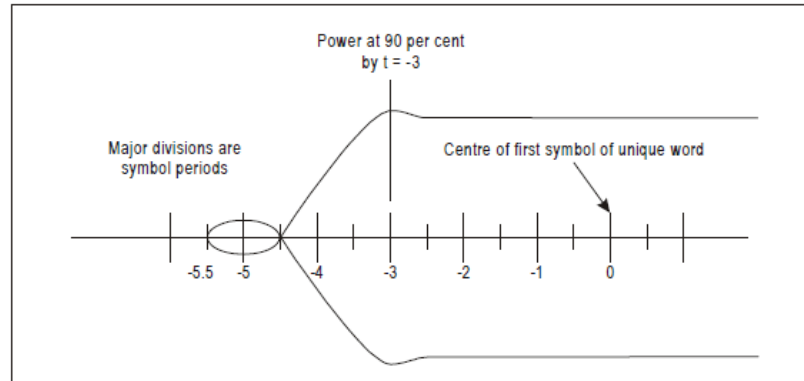 Power at 90 per cent
by t = -3
Major divisions are
symbol periods
Centre of first symbol of unique word
-5.5 -5 -4 -3 -2 -1 0